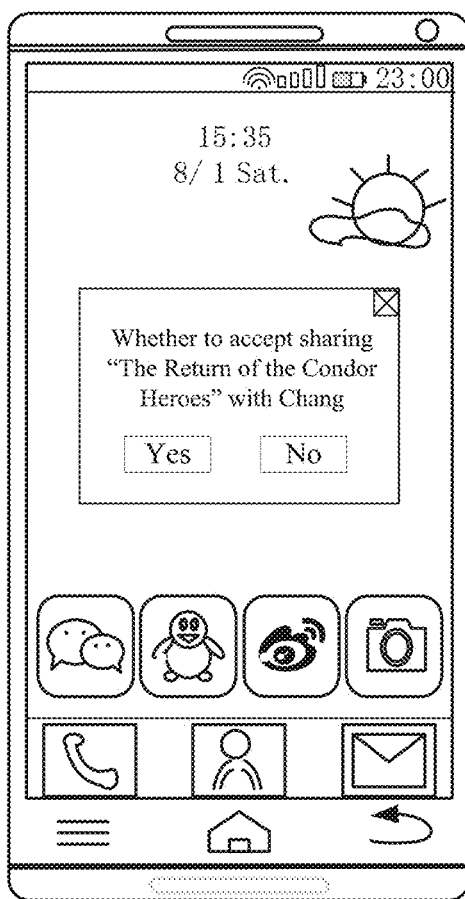 23:00
15:35
8/ 1 Sat.
Whether to accept sharing
“The Return of the Condor
Heroes” with Chang
Yes
No